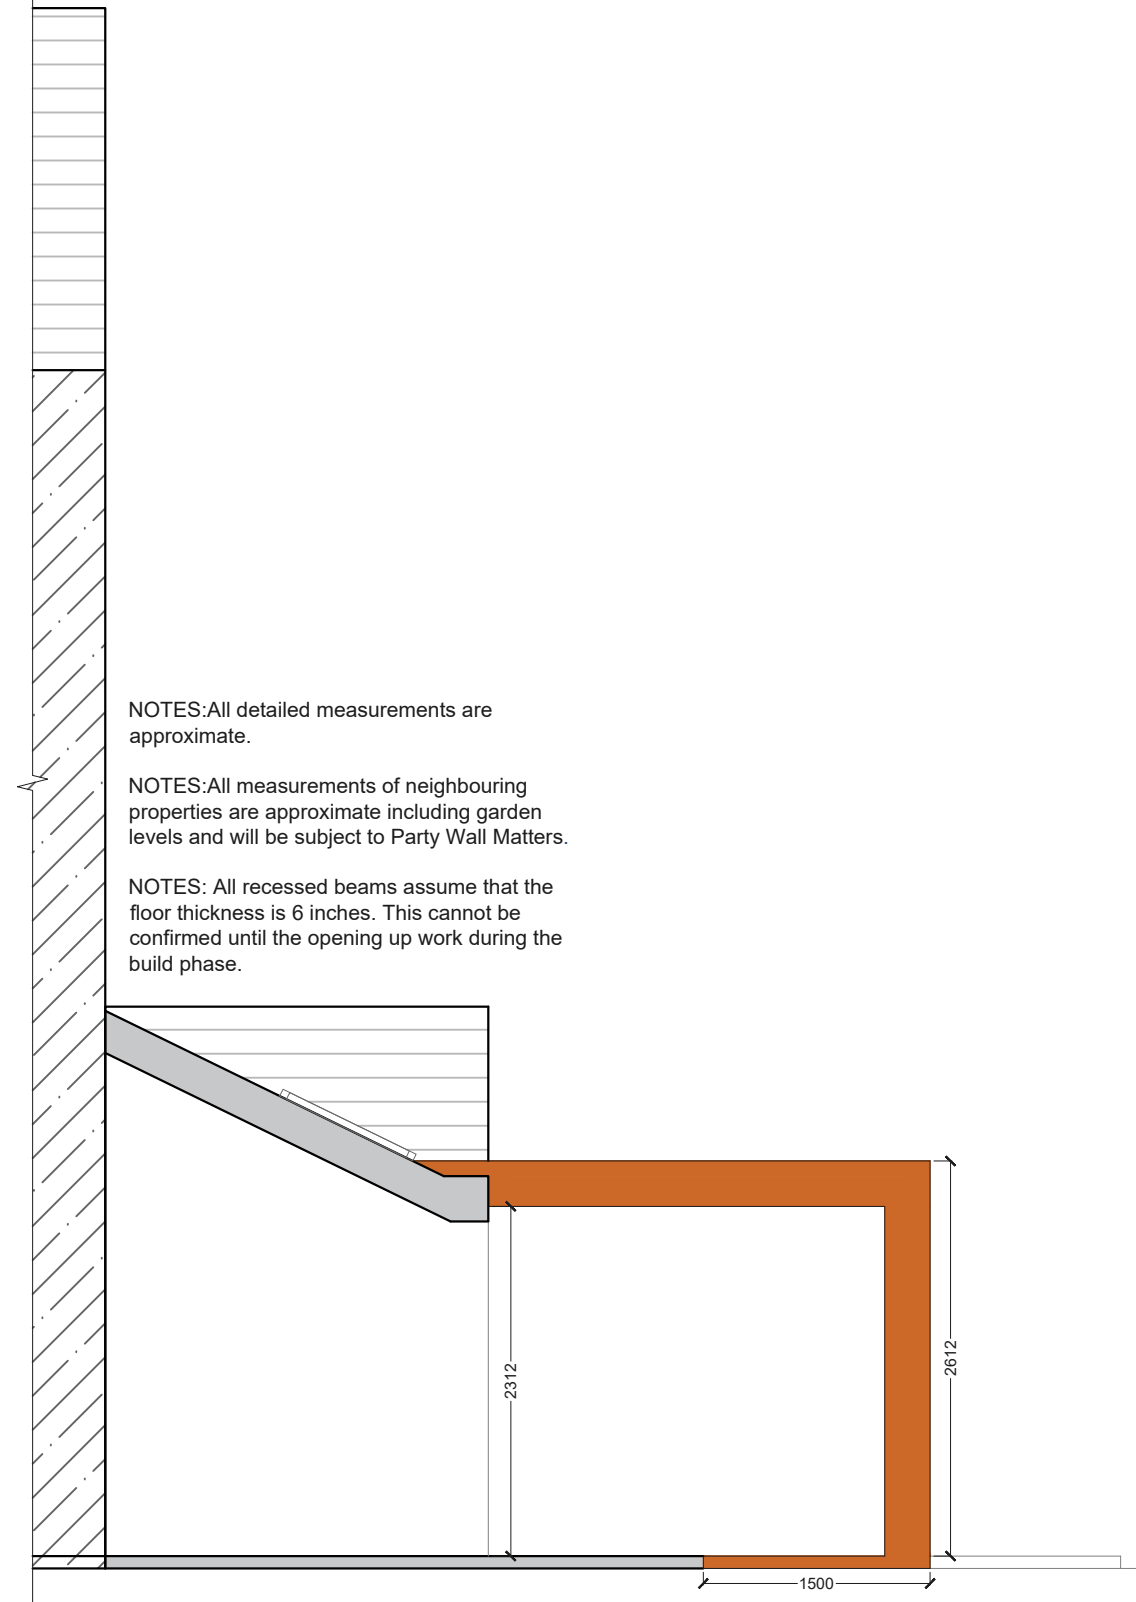 NOTES:All detailed measurements are
approximate.
NOTES:All measurements of neighbouring
properties are approximate including garden
levels and will be subject to Party Wall Matters.
NOTES: All recessed beams assume that the
floor thickness is 6 inches. This cannot be
confirmed until the opening up work during the
build phase.
2312
2612
1500